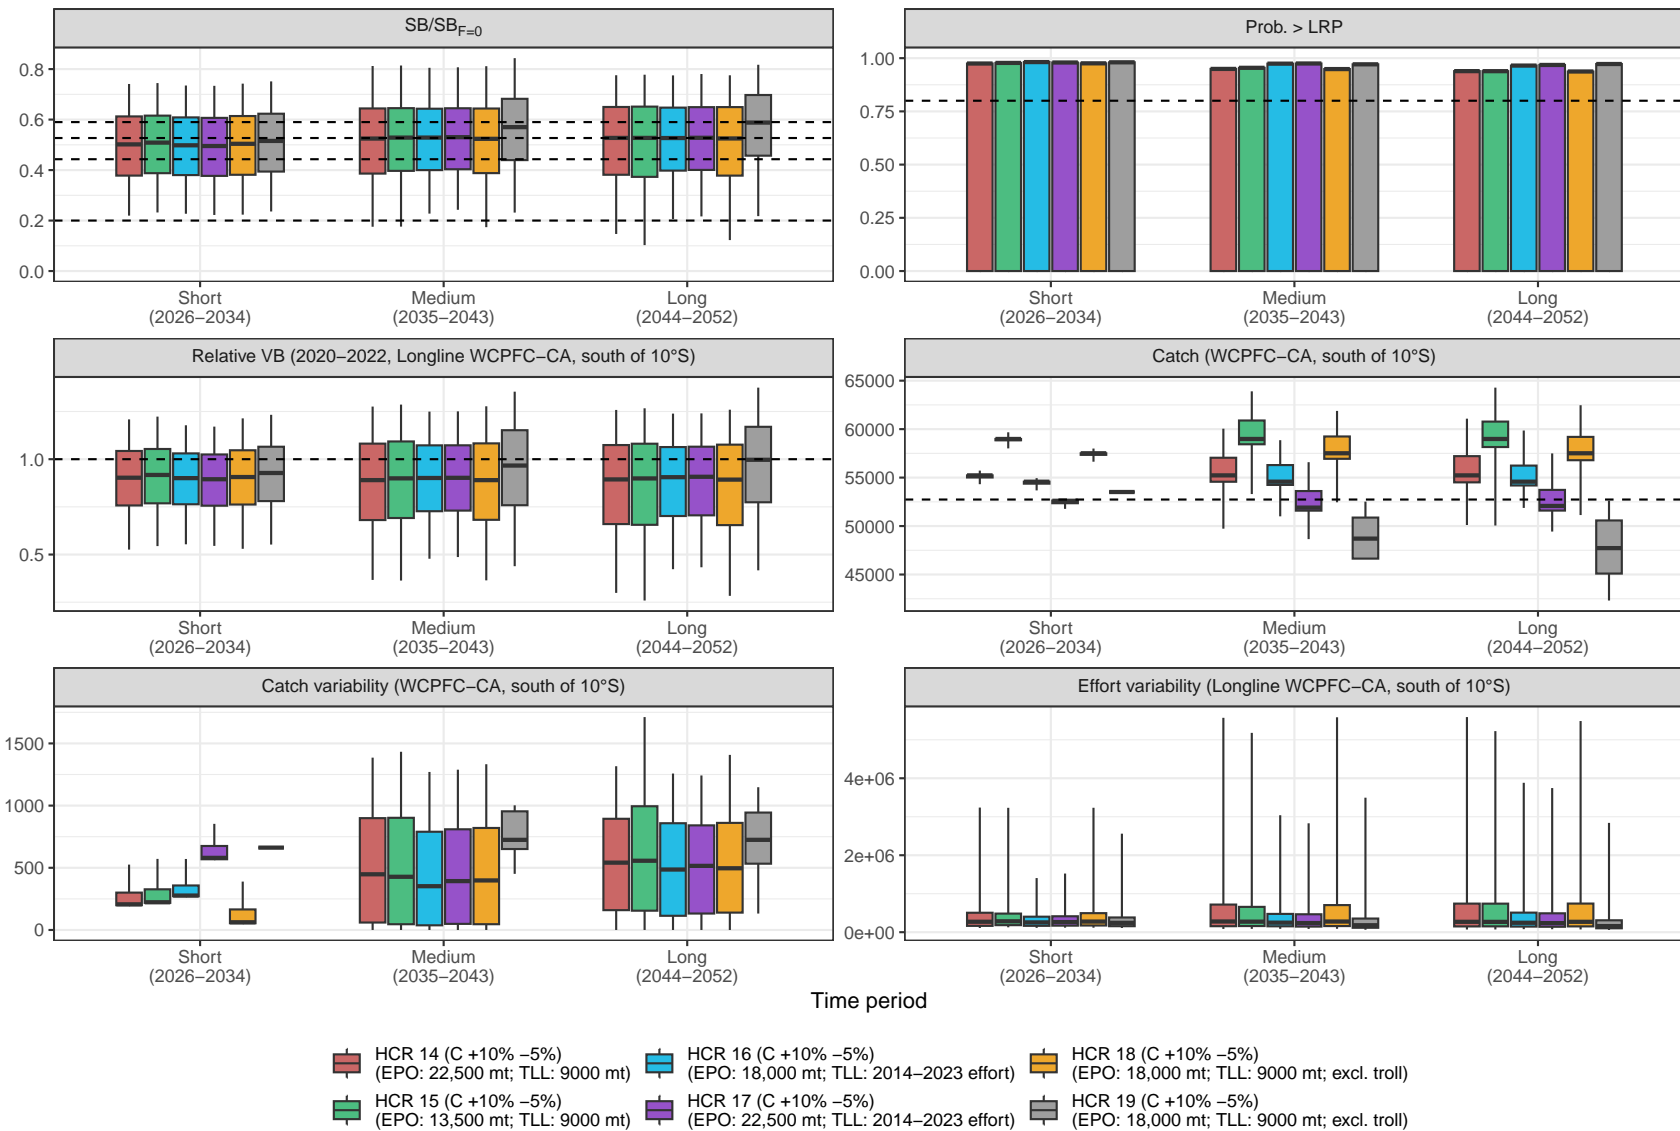 SB/SBF=0
Prob. > LRP
0.8
0.6
0.4
0.2
0.0
1.00
0.75
0.50
0.25
0.00
Short
(2026−2034)
Medium
(2035−2043)
Long
(2044−2052)
Short
(2026−2034)
Medium
(2035−2043)
Long
(2044−2052)
Relative VB (2020−2022, Longline WCPFC−CA, south of 10°S)
Catch (WCPFC−CA, south of 10°S)
1.0
0.5
65000
60000
55000
50000
45000
Short
(2026−2034)
Medium
(2035−2043)
Long
(2044−2052)
Short
(2026−2034)
Medium
(2035−2043)
Long
(2044−2052)
Catch variability (WCPFC−CA, south of 10°S)
Effort variability (Longline WCPFC−CA, south of 10°S)
1500
1000
500
0
4e+06
2e+06
0e+00
Short
(2026−2034)
Medium
(2035−2043)
Long
(2044−2052)
Short
(2026−2034)
Medium
(2035−2043)
Long
(2044−2052)
Time period
HCR 14 (C +10% −5%)
(EPO: 22,500 mt; TLL: 9000 mt)
HCR 15 (C +10% −5%)
(EPO: 13,500 mt; TLL: 9000 mt)
HCR 16 (C +10% −5%)
(EPO: 18,000 mt; TLL: 2014−2023 effort)
HCR 17 (C +10% −5%)
(EPO: 22,500 mt; TLL: 2014−2023 effort)
HCR 18 (C +10% −5%)
(EPO: 18,000 mt; TLL: 9000 mt; excl. troll)
HCR 19 (C +10% −5%)
(EPO: 18,000 mt; TLL: 9000 mt; excl. troll)